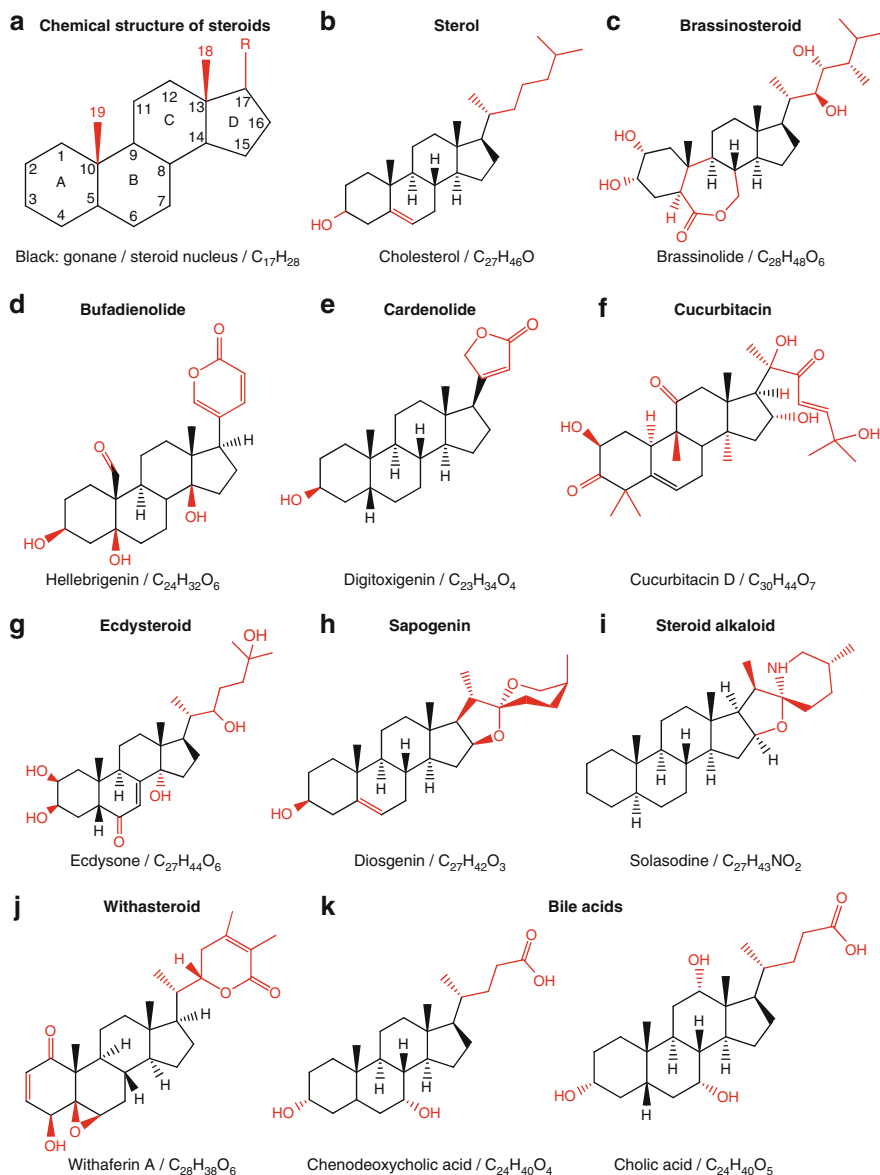 a Chemical structure of steroids
18
R
12
11
17
13
19
C
D
16
1
9
14
15
2
10
8
A
B
3
5
7
4
6
Black: gonane / steroid nucleus / C₁₇H₂₈
b Sterol
H
H
H
HO
Cholesterol / C₂₇H₄₆O
c Brassinosteroid
OH
OH
HO
H
HO
H
H
H
O
O
Brassinolide / C₂₈H₄₈O₆
d Bufadienolide
O
O
O
H
H
OH
HO
OH
Hellebrigenin / C₂₄H₃₂O₆
e Cardenolide
O
O
H
H
H
HO
H
Digitoxigenin / C₂₃H₃₄O₄
f Cucurbitacin
OH
O
O
H
H
OH
HO
OH
O
Cucurbitacin D / C₃₀H₄₄O₇
g Ecdysteroid
OH
OH
HO
H
OH
HO
H
O
Ecdysone / C₂₇H₄₄O₆
h Sapogenin
O
O
H
H
H
HO
Diosgenin / C₂₇H₄₂O₃
i Steroid alkaloid
NH
H
O
H
H
H
H
H
Solasodine / C₂₇H₄₃NO₂
j Withasteroid
H
O
O
H
O
H
H
H
O
OH
Withaferin A / C₂₈H₃₈O₆
k Bile acids
O
OH
H
H
H
HO
OH
Chenodeoxycholic acid / C₂₄H₄₀O₄
O
OH
OH
H
H
H
HO
OH
H
Cholic acid / C₂₄H₄₀O₅